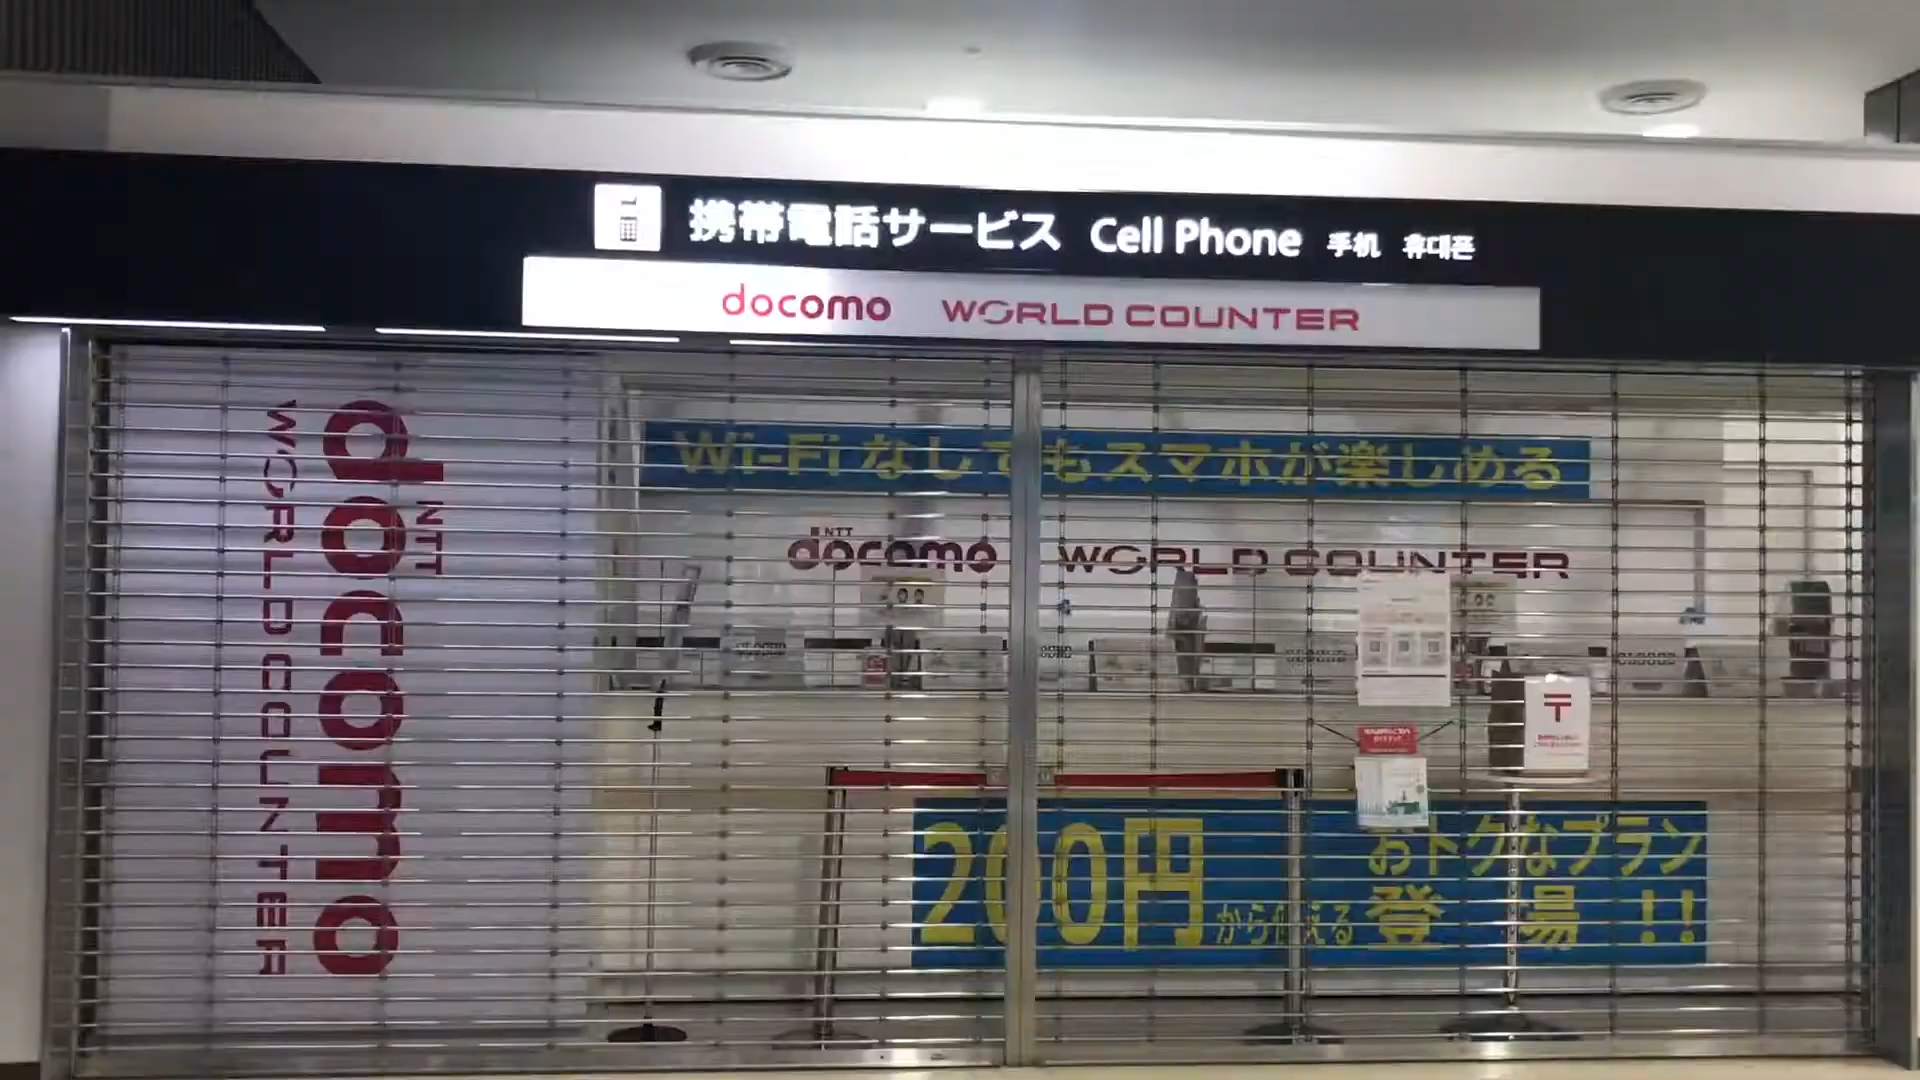 携帯電話サービス Cell Phone 手机 휴대폰
docomo WORLD COUNTER
NTT
docomo
WORLD COUNTER
Wi-Fiなしでもスマホが楽しめる
NTT
docomo WORLD COUNTER
〒
200円から使える
おトクなプラン
登場!!